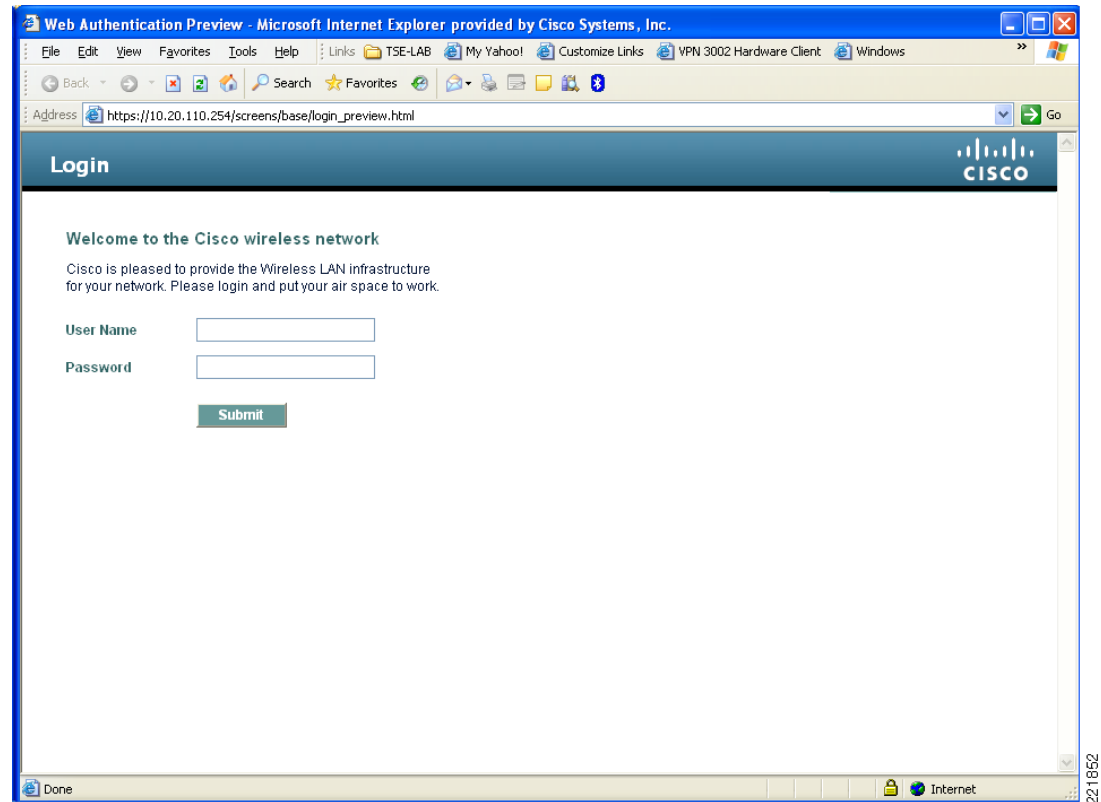 Web Authentication Preview - Microsoft Internet Explorer provided by Cisco Systems, Inc.
File Edit View Favorites Tools Help Links TSE-LAB My Yahoo! Customize Links VPN 3002 Hardware Client Windows »
Back Search Favorites
Address https://10.20.110.254/screens/base/login_preview.html Go
Login
CISCO
Welcome to the Cisco wireless network
Cisco is pleased to provide the Wireless LAN infrastructure
for your network. Please login and put your air space to work.
User Name
Password
Submit
Done Internet
221852